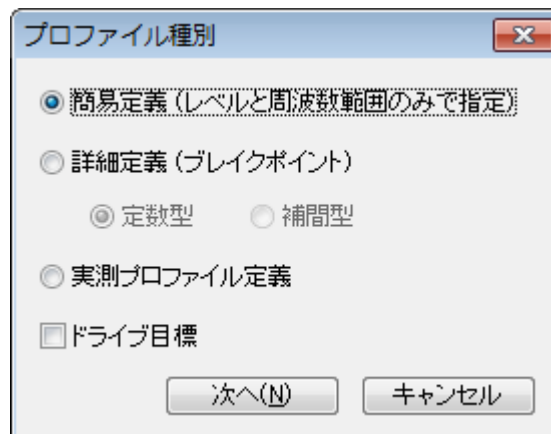 プロファイル種別
簡易定義(レベルと周波数範囲のみで指定)
詳細定義(ブレイクポイント)
定数型 補間型
実測プロファイル定義
ドライブ目標
次へ(N) キャンセル